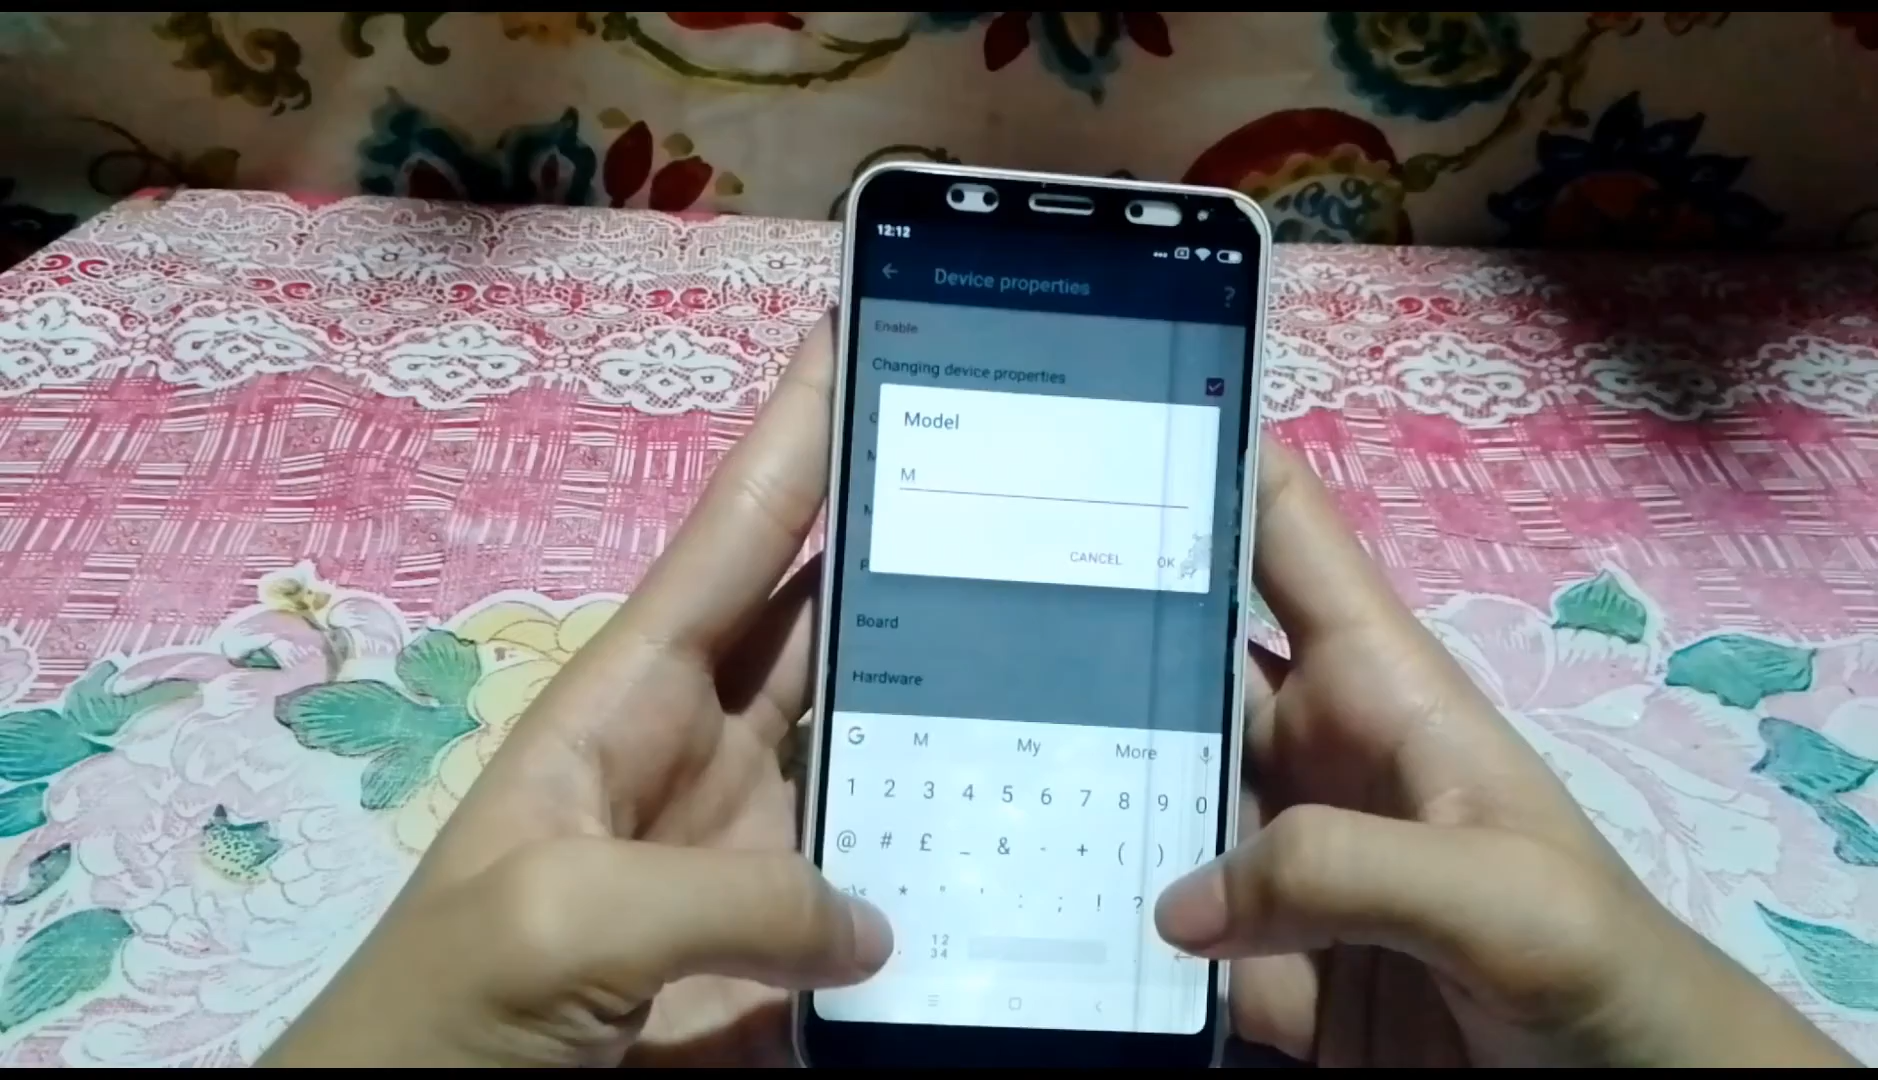 12:12
Device properties
?
Enable
Changing device properties
Model
M
CANCEL OK
Board
Hardware
G M My More
1 2 3 4 5 6 7 8 9 0
@ # £ _ & - + ( ) /
* " ' : ; ! ?
. 12
34